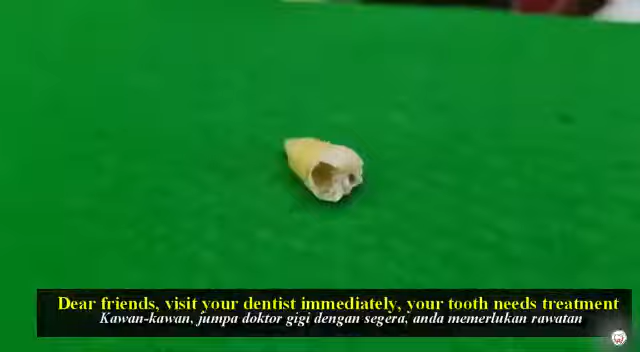 Dear friends, visit your dentist immediately, your tooth needs treatment
Kawan-kawan, jumpa doktor gigi dengan segera, anda memerlukan rawatan